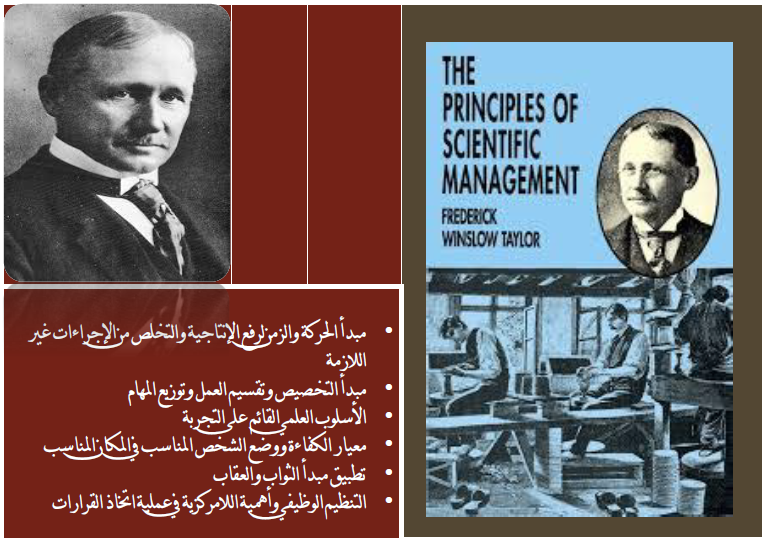 THE
PRINCIPLES OF
SCIENTIFIC
MANAGEMENT
FREDERICK
WINSLOW TAYLOR
• مبدأ الحركة والزمن لرفع الإنتاجية والتخلص من الإجراءات غير
اللازمة
• مبدأ التخصيص وتقسيم العمل وتوزيع المهام
• الأسلوب العلمي القائم على التجربة
• معيار الكفاءة ووضع الشخص المناسب في المكان المناسب
• تطبيق مبدأ الثواب والعقاب
• التنظيم الوظيفي وأهمية اللامركزية في عملية اتخاذ القرارات